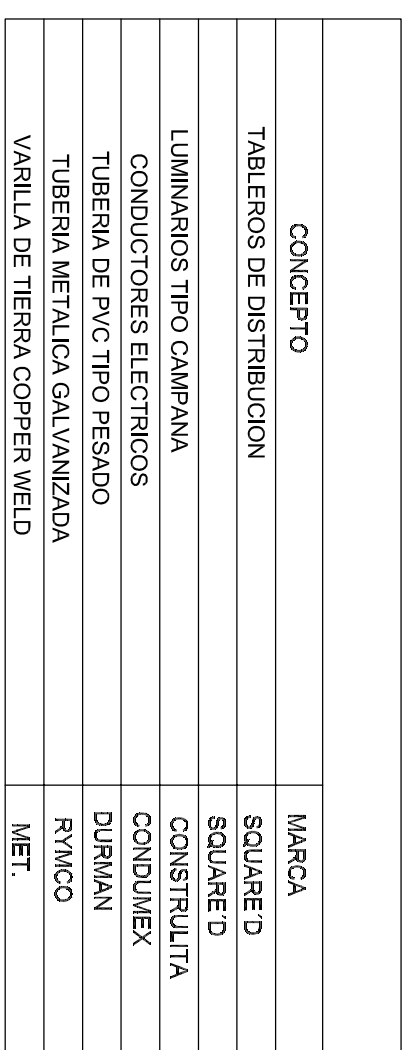 CONCEPTO MARCA
TABLEROS DE DISTRIBUCION SQUARE´D
SQUARE´D
LUMINARIOS TIPO CAMPANA CONSTRULITA
CONDUCTORES ELECTRICOS CONDUMEX
TUBERIA DE PVC TIPO PESADO DURMAN
TUBERIA METALICA GALVANIZADA RYMCO
VARILLA DE TIERRA COPPER WELD MET.